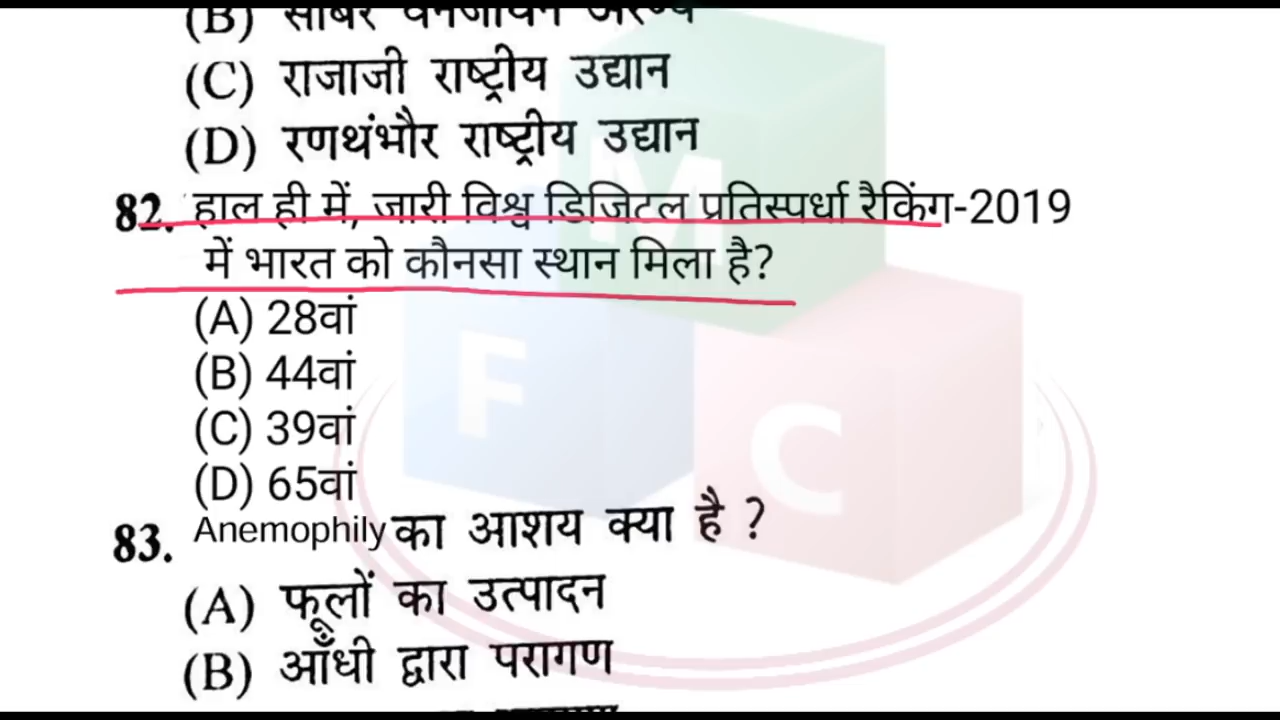 (C) राजाजी राष्ट्रीय उद्यान
(D) रणथंभौर राष्ट्रीय उद्यान
82. हाल ही में, जारी विश्व डिजिटल प्रतिस्पर्धा रैकिंग-2019
में भारत को कौनसा स्थान मिला है?
(A) 28वां
(B) 44वां
(C) 39वां
(D) 65वां
83. Anemophily का आशय क्या है ?
(A) फूलों का उत्पादन
(B) आँधी द्वारा परागण
F M C